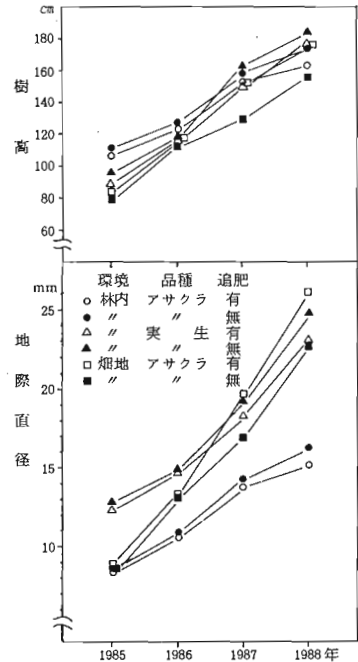 cm
180
160
140
120
100
80
60
樹高
環境 品種 追肥
○ 林内 アサクラ 有
● 〃 〃 無
△ 〃 実生 有
▲ 〃 〃 無
□ 畑地 アサクラ 有
■ 〃 〃 無
mm
25
20
15
10
地際直径
1985 1986 1987 1988年